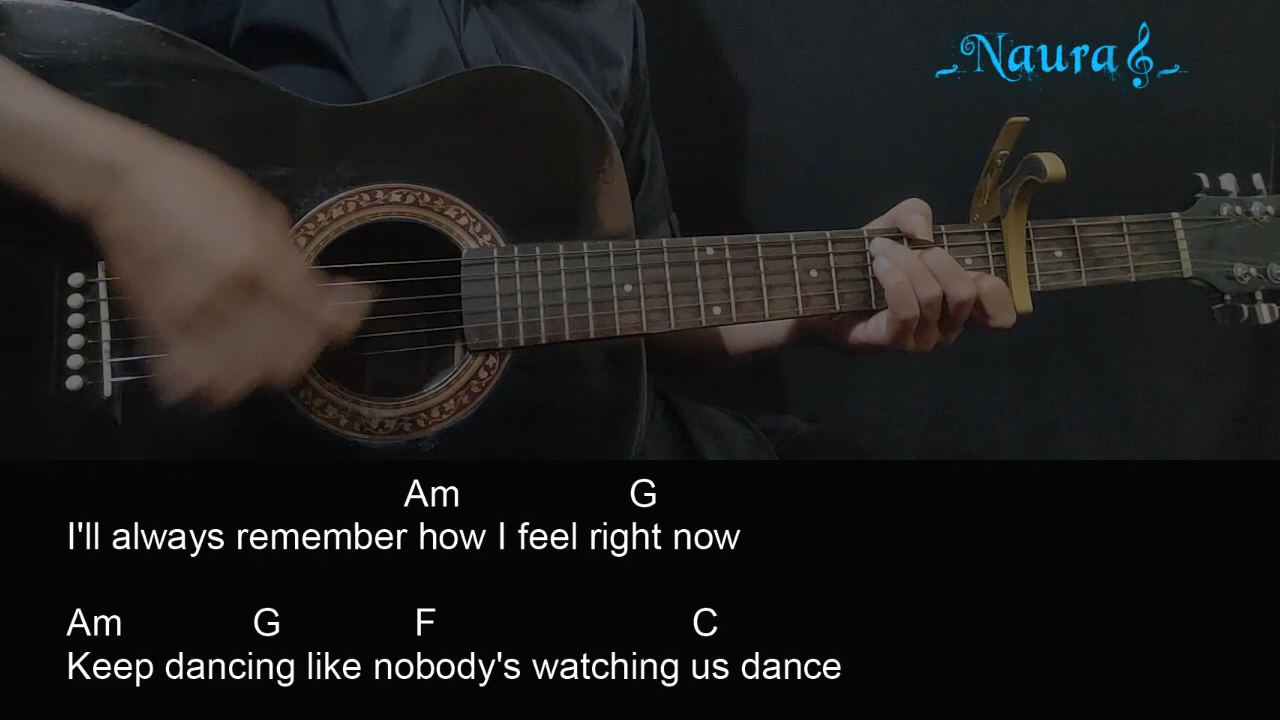 Naura
Am G
I'll always remember how I feel right now
Am G F C
Keep dancing like nobody's watching us dance